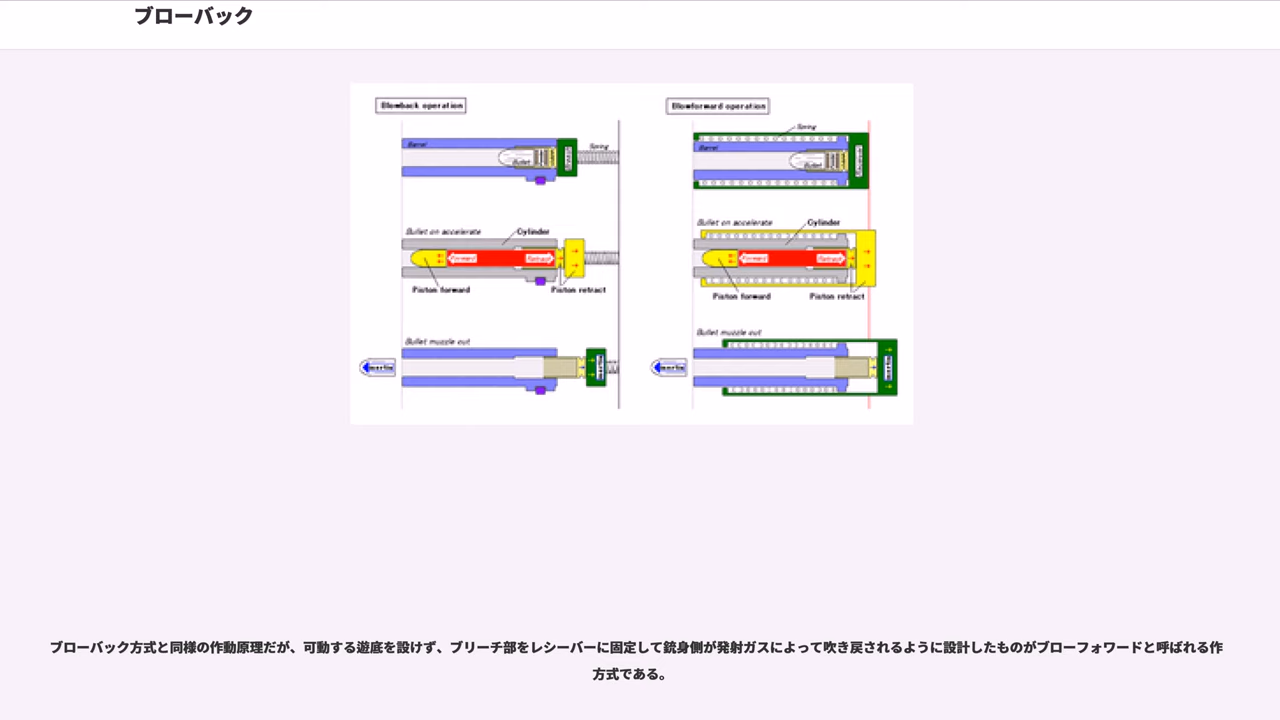 ブローバック
Blowback operation
Blowforward operation
Spring
Barrel
Spring
Bullet
Barrel
Bullet
Bullet on accelerate
Cylinder
Bullet on accelerate
Cylinder
Forward
Retract
Forward
Retract
Piston forward
Piston retract
Piston forward
Piston retract
Bullet muzzle out
Bullet muzzle out
ブローバック方式と同様の作動原理だが、可動する遊底を設けず、ブリーチ部をレシーバーに固定して銃身側が発射ガスによって吹き戻されるように設計したものがブローフォワードと呼ばれる作
方式である。